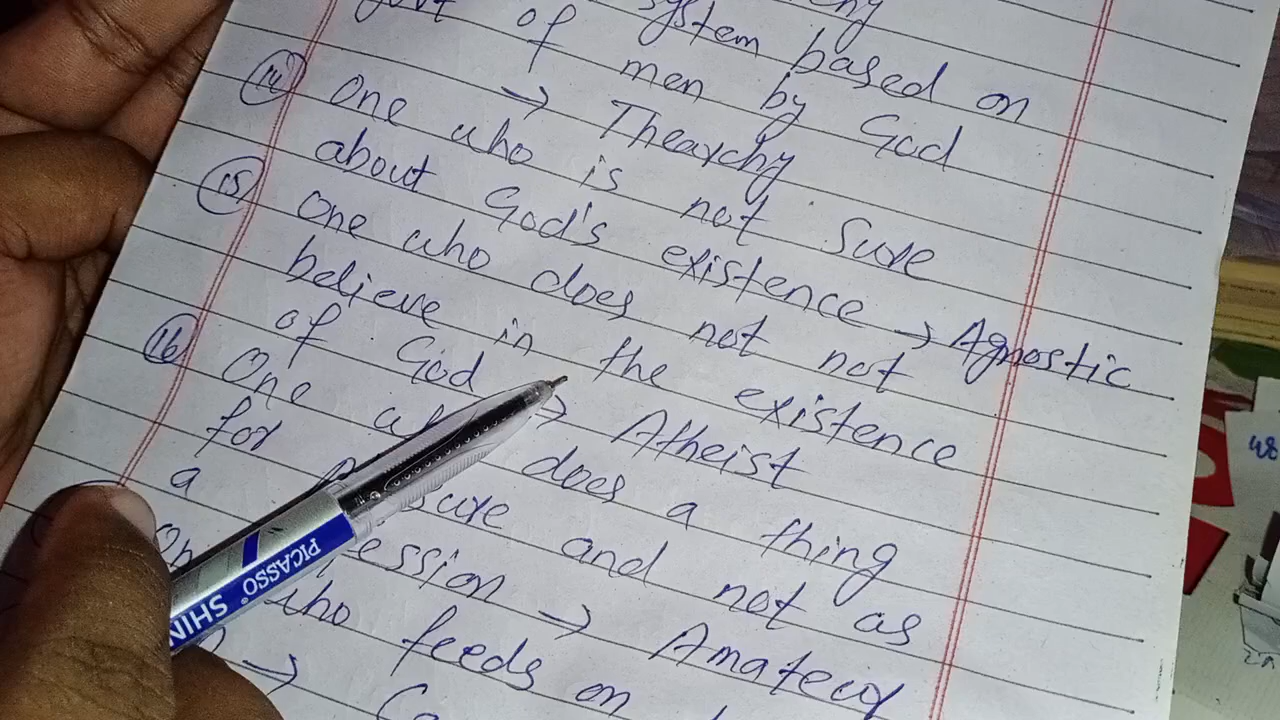 system based on
of men by God
→ Thearchy
(14) One who is not Sure
about God's existence → Agnostic
(15) One who does not not
believe in the existence
of God → Atheist
(16) One does a thing
for and not as
a → Amateur
who feeds on
→
PICASSO SHIN
48